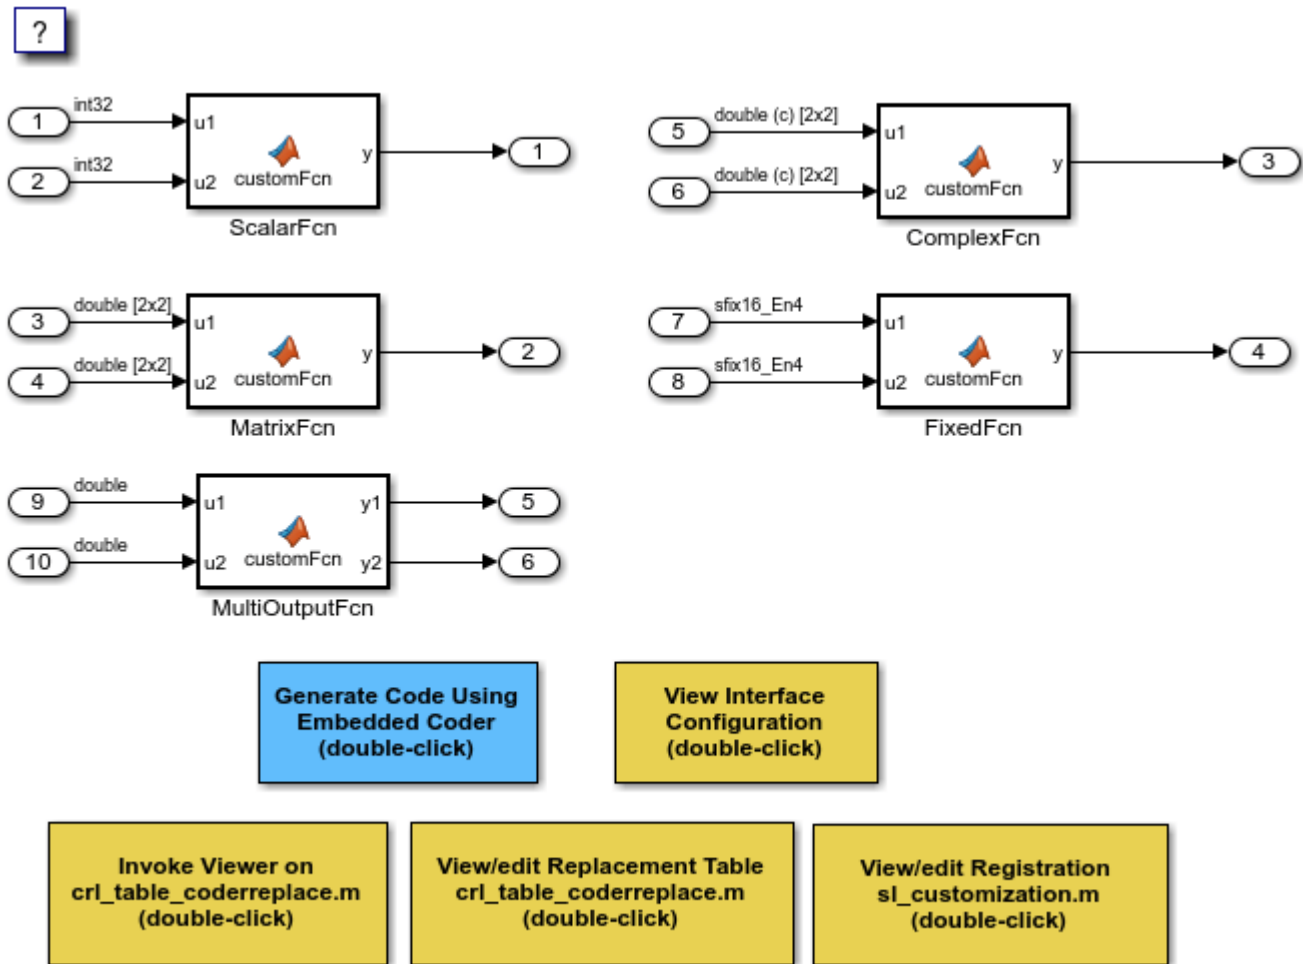 ?
int32
1
u1
int32
2
u2
customFcn
y
1
ScalarFcn
double (c) [2x2]
5
u1
double (c) [2x2]
6
u2
customFcn
y
3
ComplexFcn
double [2x2]
3
u1
double [2x2]
4
u2
customFcn
y
2
MatrixFcn
sfix16_En4
7
u1
sfix16_En4
8
u2
customFcn
y
4
FixedFcn
double
9
u1
double
10
u2
customFcn
y1
5
y2
6
MultiOutputFcn
Generate Code Using
Embedded Coder
(double-click)
View Interface
Configuration
(double-click)
Invoke Viewer on
crl_table_coderreplace.m
(double-click)
View/edit Replacement Table
crl_table_coderreplace.m
(double-click)
View/edit Registration
sl_customization.m
(double-click)